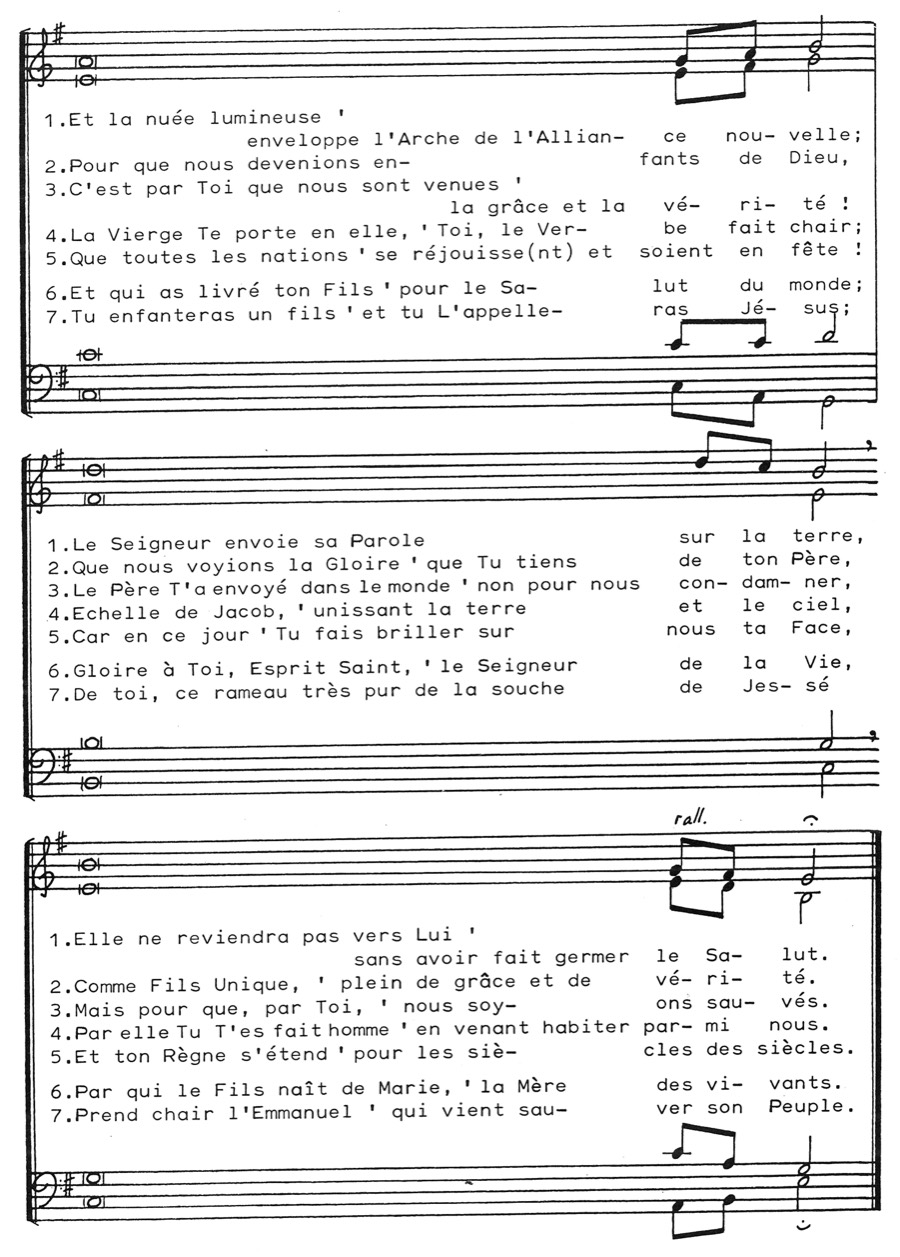 1.Et la nuée lumineuse '
enveloppe l'Arche de l'Allian- ce nou- velle;
2.Pour que nous devenions en- fants de Dieu,
3.C'est par Toi que nous sont venues '
la grâce et la vé- ri- té !
4.La Vierge Te porte en elle, ' Toi, le Ver- be fait chair;
5.Que toutes les nations ' se réjouisse(nt) et soient en fête !
6.Et qui as livré ton Fils ' pour le Sa- lut du monde;
7.Tu enfanteras un fils ' et tu L'appelle- ras Jé- sus;
1.Le Seigneur envoie sa Parole sur la terre,
2.Que nous voyions la Gloire ' que Tu tiens de ton Père,
3.Le Père T'a envoyé dans le monde ' non pour nous con- dam- ner,
4.Echelle de Jacob, ' unissant la terre et le ciel,
5.Car en ce jour ' Tu fais briller sur nous ta Face,
6.Gloire à Toi, Esprit Saint, ' le Seigneur de la Vie,
7.De toi, ce rameau très pur de la souche de Jes- sé
rall.
1.Elle ne reviendra pas vers Lui '
sans avoir fait germer le Sa- lut.
2.Comme Fils Unique, ' plein de grâce et de vé- ri- té.
3.Mais pour que, par Toi, ' nous soy- ons sau- vés.
4.Par elle Tu T'es fait homme ' en venant habiter par- mi nous.
5.Et ton Règne s'étend ' pour les siè- cles des siècles.
6.Par qui le Fils naît de Marie, ' la Mère des vi- vants.
7.Prend chair l'Emmanuel ' qui vient sau- ver son Peuple.